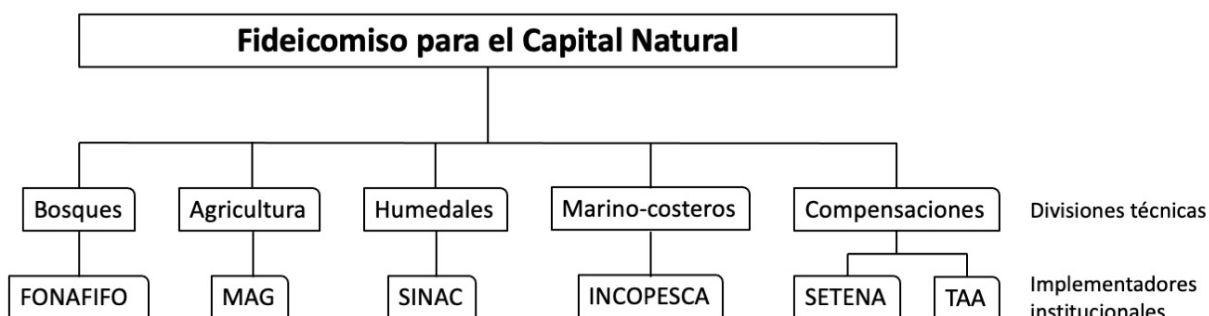 Fideicomiso para el Capital Natural
Bosques Agricultura Humedales Marino-costeros Compensaciones Divisiones técnicas
FONAFIFO MAG SINAC INCOPESCA SETENA TAA Implementadores
institucionales